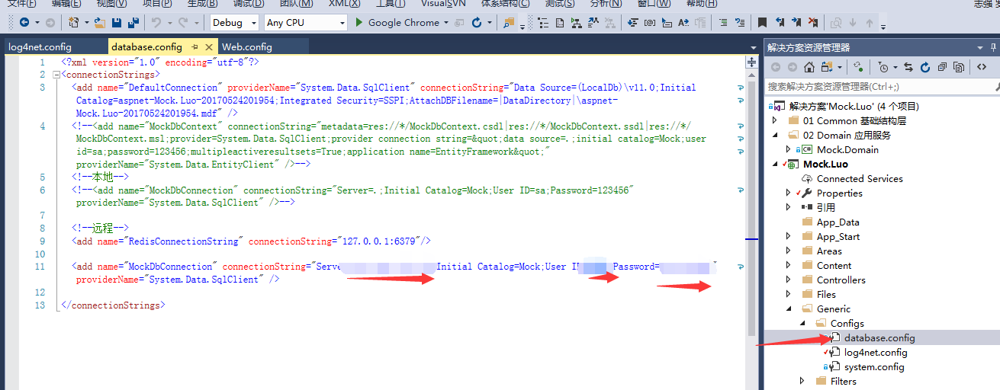 文件(F) 编辑(E) 视图(V) 项目(P) 生成(B) 调试(D) 团队(M) XML(X) 工具(T) VisualSVN 体系结构(C) 测试(S) 分析(N) 窗口(W) 帮助(H)
Debug Any CPU Google Chrome
log4net.config database.config Web.config
1 <?xml version="1.0" encoding="utf-8"?>
2 <connectionStrings>
3 <add name="DefaultConnection" providerName="System.Data.SqlClient" connectionString="Data Source=(LocalDb)\v11.0;Initial
Catalog=aspnet-Mock.Luo-20170524201954;Integrated Security=SSPI;AttachDBFilename=|DataDirectory|\aspnet-
Mock.Luo-20170524201954.mdf" />
4 <!--<add name="MockDbContext" connectionString="metadata=res://*/MockDbContext.csdl|res://*/MockDbContext.ssdl|res://*/
MockDbContext.msl;provider=System.Data.SqlClient;provider connection string=&quot;data source=.;initial catalog=Mock;user
id=sa;password=123456;multipleactiveresultsets=True;application name=EntityFramework&quot;"
providerName="System.Data.EntityClient" />-->
5 <!--本地-->
6 <!--<add name="MockDbConnection" connectionString="Server=.;Initial Catalog=Mock;User ID=sa;Password=123456"
providerName="System.Data.SqlClient" />-->
7
8 <!--远程-->
9 <add name="RedisConnectionString" connectionString="127.0.0.1:6379"/>
10
11 <add name="MockDbConnection" connectionString="Serve Initial Catalog=Mock;User I Password= "
providerName="System.Data.SqlClient" />
12
13 </connectionStrings>
解决方案资源管理器
搜索解决方案资源管理器(Ctrl+;)
解决方案'Mock.Luo' (4 个项目)
01 Common 基础结构层
02 Domain 应用服务
C# Mock.Domain
Mock.Luo
Connected Services
Properties
引用
App_Data
App_Start
Areas
Content
Controllers
Files
Generic
Configs
database.config
log4net.config
system.config
Filters